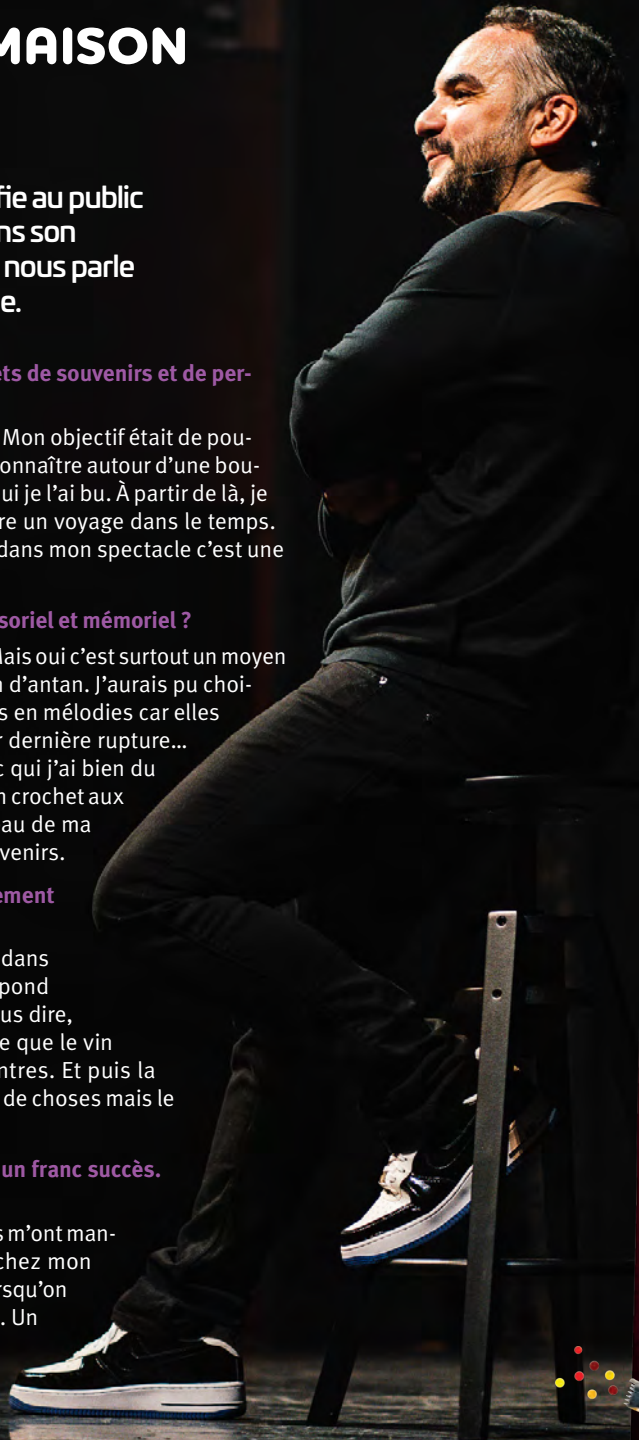 MAISON
fie au public
ns son
nous parle
e.
ets de souvenirs et de per-
Mon objectif était de pou-
onnaître autour d’une bou-
ui je l’ai bu. À partir de là, je
re un voyage dans le temps.
dans mon spectacle c’est une
soriel et mémoriel ?
Mais oui c’est surtout un moyen
n d’antan. J’aurais pu choi-
s en mélodies car elles
r dernière rupture…
c qui j’ai bien du
n crochet aux
au de ma
venirs.
ement
dans
pond
us dire,
e que le vin
ntres. Et puis la
de choses mais le
un franc succès.
s m’ont man-
chez mon
rsqu’on
. Un